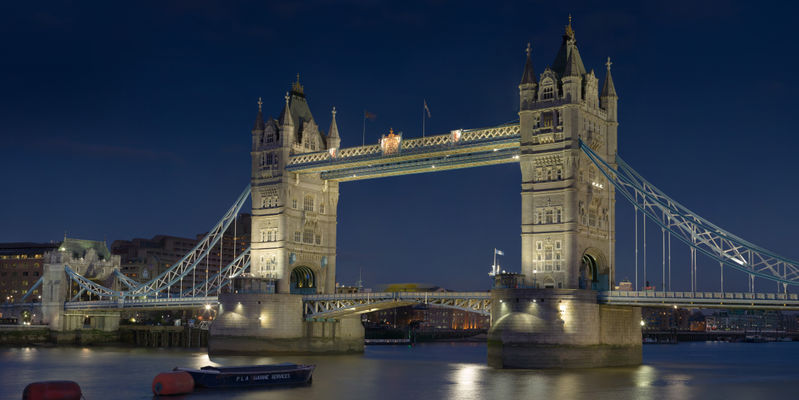 P L A MARINE SERVICES